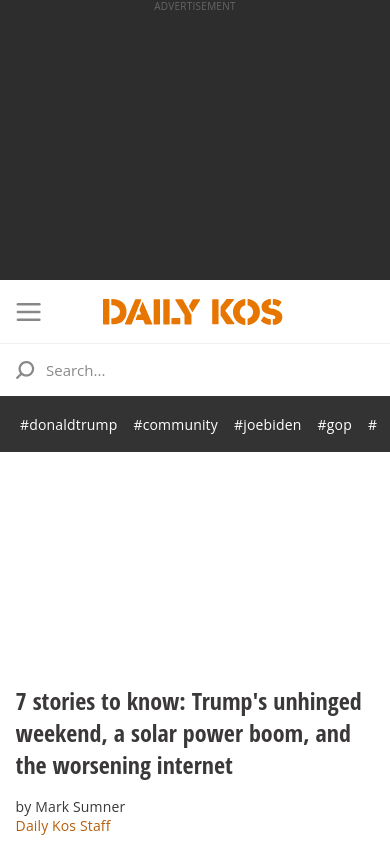 ADVERTISEMENT
DAILY KOS
Search...
#donaldtrump #community #joebiden #gop #
7 stories to know: Trump's unhinged
weekend, a solar power boom, and
the worsening internet
by Mark Sumner
Daily Kos Staff